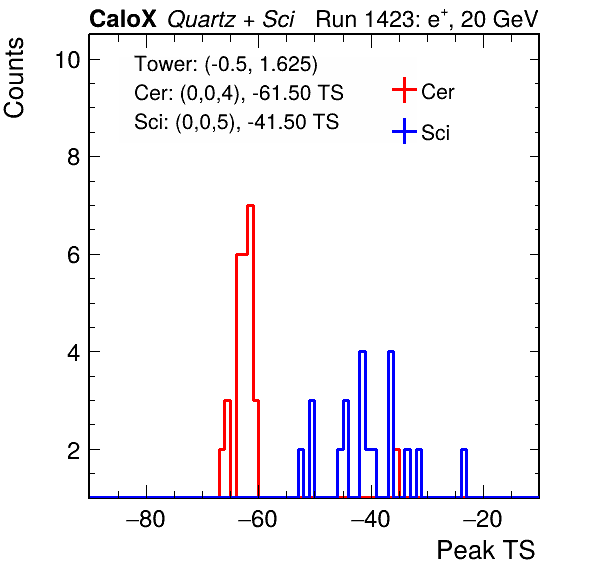 CaloX Quartz + Sci Run 1423: e⁺, 20 GeV
Counts
Tower: (-0.5, 1.625)
Cer: (0,0,4), -61.50 TS
Sci: (0,0,5), -41.50 TS
Cer
Sci
10
8
6
4
2
−80 −60 −40 −20
Peak TS